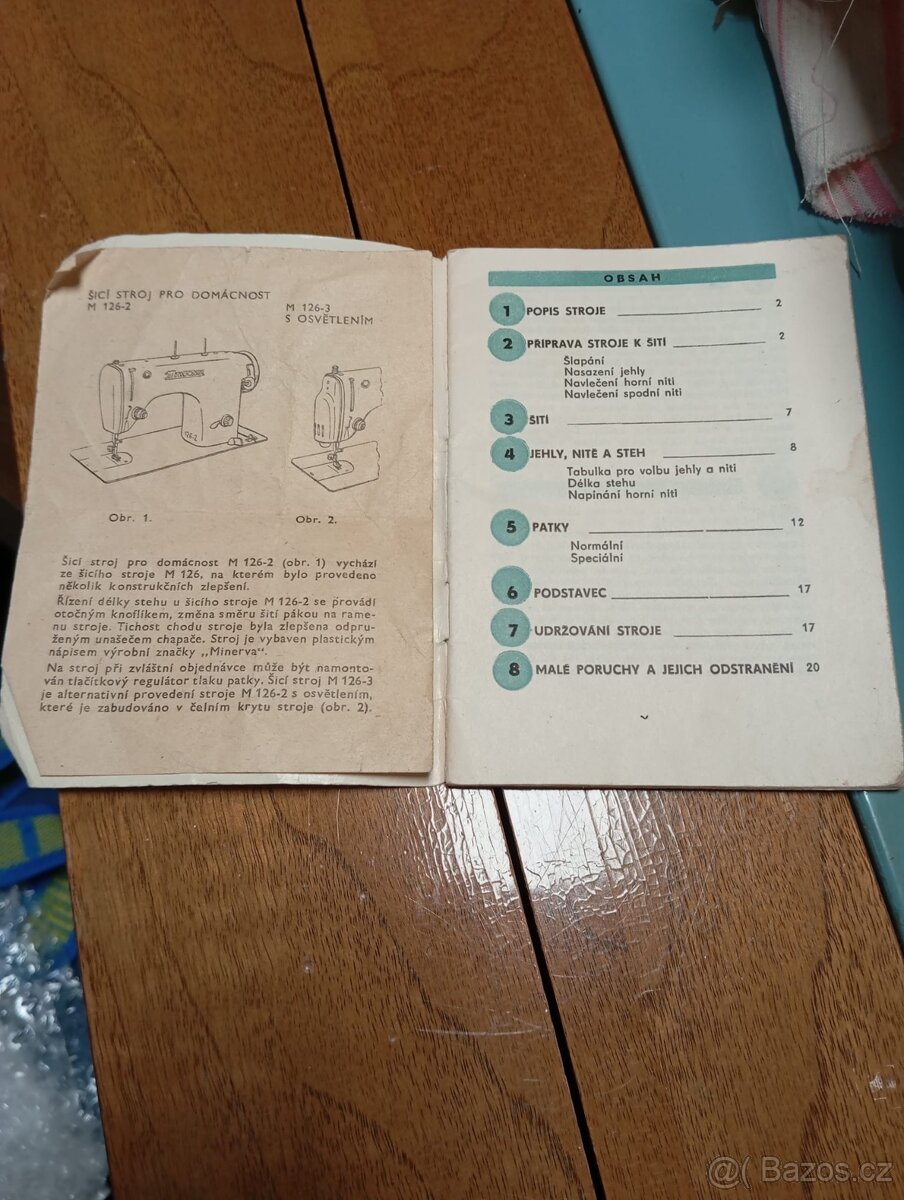 ŠICÍ STROJ PRO DOMÁCNOST
M 126-2
M 126-3
S OSVĚTLENÍM
126-2
Obr. 1.
Obr. 2.
Šicí stroj pro domácnost M 126-2 (obr. 1) vychází
ze šicího stroje M 126, na kterém bylo provedeno
několik konstrukčních zlepšení.
Řízení délky stehu u šicího stroje M 126-2 se provádí
otočným knoflíkem, změna směru šití pákou na rame-
nu stroje. Tichost chodu stroje byla zlepšena odpru-
ženým unašečem chapače. Stroj je vybaven plastickým
nápisem výrobní značky „Minerva".
Na stroj při zvláštní objednávce může být namonto-
ván tlačítkový regulátor tlaku patky. Šicí stroj M 126-3
je alternativní provedení stroje M 126-2 s osvětlením,
které je zabudováno v čelním krytu stroje (obr. 2).
OBSAH
1 POPIS STROJE 2
2 PŘÍPRAVA STROJE K ŠITÍ 2
Šlapání
Nasazení jehly
Navlečení horní niti
Navlečení spodní niti
3 ŠITÍ 7
4 JEHLY, NITĚ A STEH 8
Tabulka pro volbu jehly a niti
Délka stehu
Napínání horní niti
5 PATKY 12
Normální
Speciální
6 PODSTAVEC 17
7 UDRŽOVÁNÍ STROJE 17
8 MALÉ PORUCHY A JEJICH ODSTRANĚNÍ 20
@( Bazos.cz